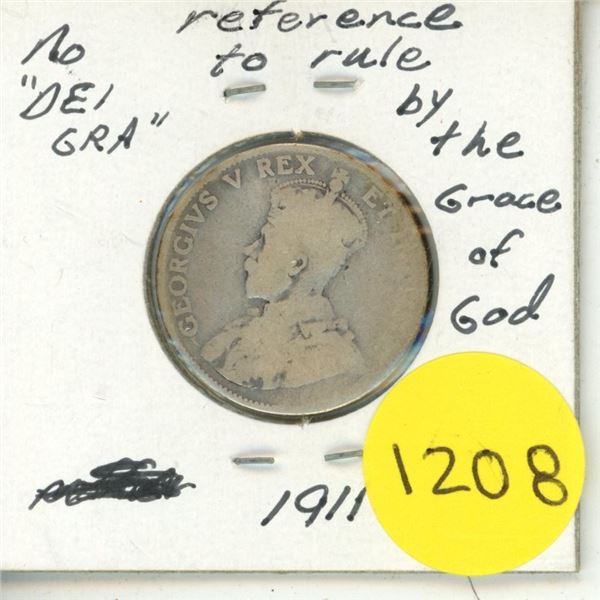 no reference
"DEI to rule
GRA" by
the
Grace
of
God
GEORGIVS V REX ET
1911
1208